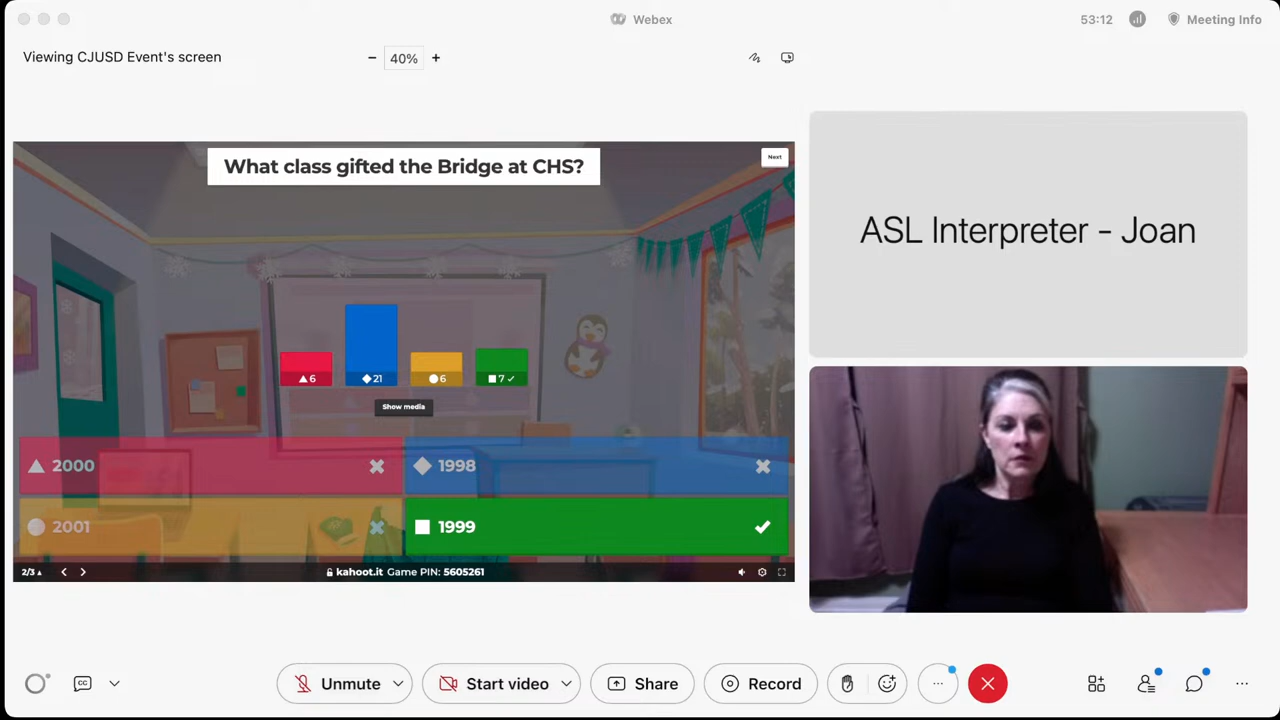 Webex
53:12
Meeting Info
Viewing CJUSD Event's screen
− 40% +
What class gifted the Bridge at CHS?
Next
6
21
6
7
Show media
2000
1998
2001
1999
2/3
kahoot.it Game PIN: 5605261
ASL Interpreter - Joan
CC
Unmute
Start video
Share
Record